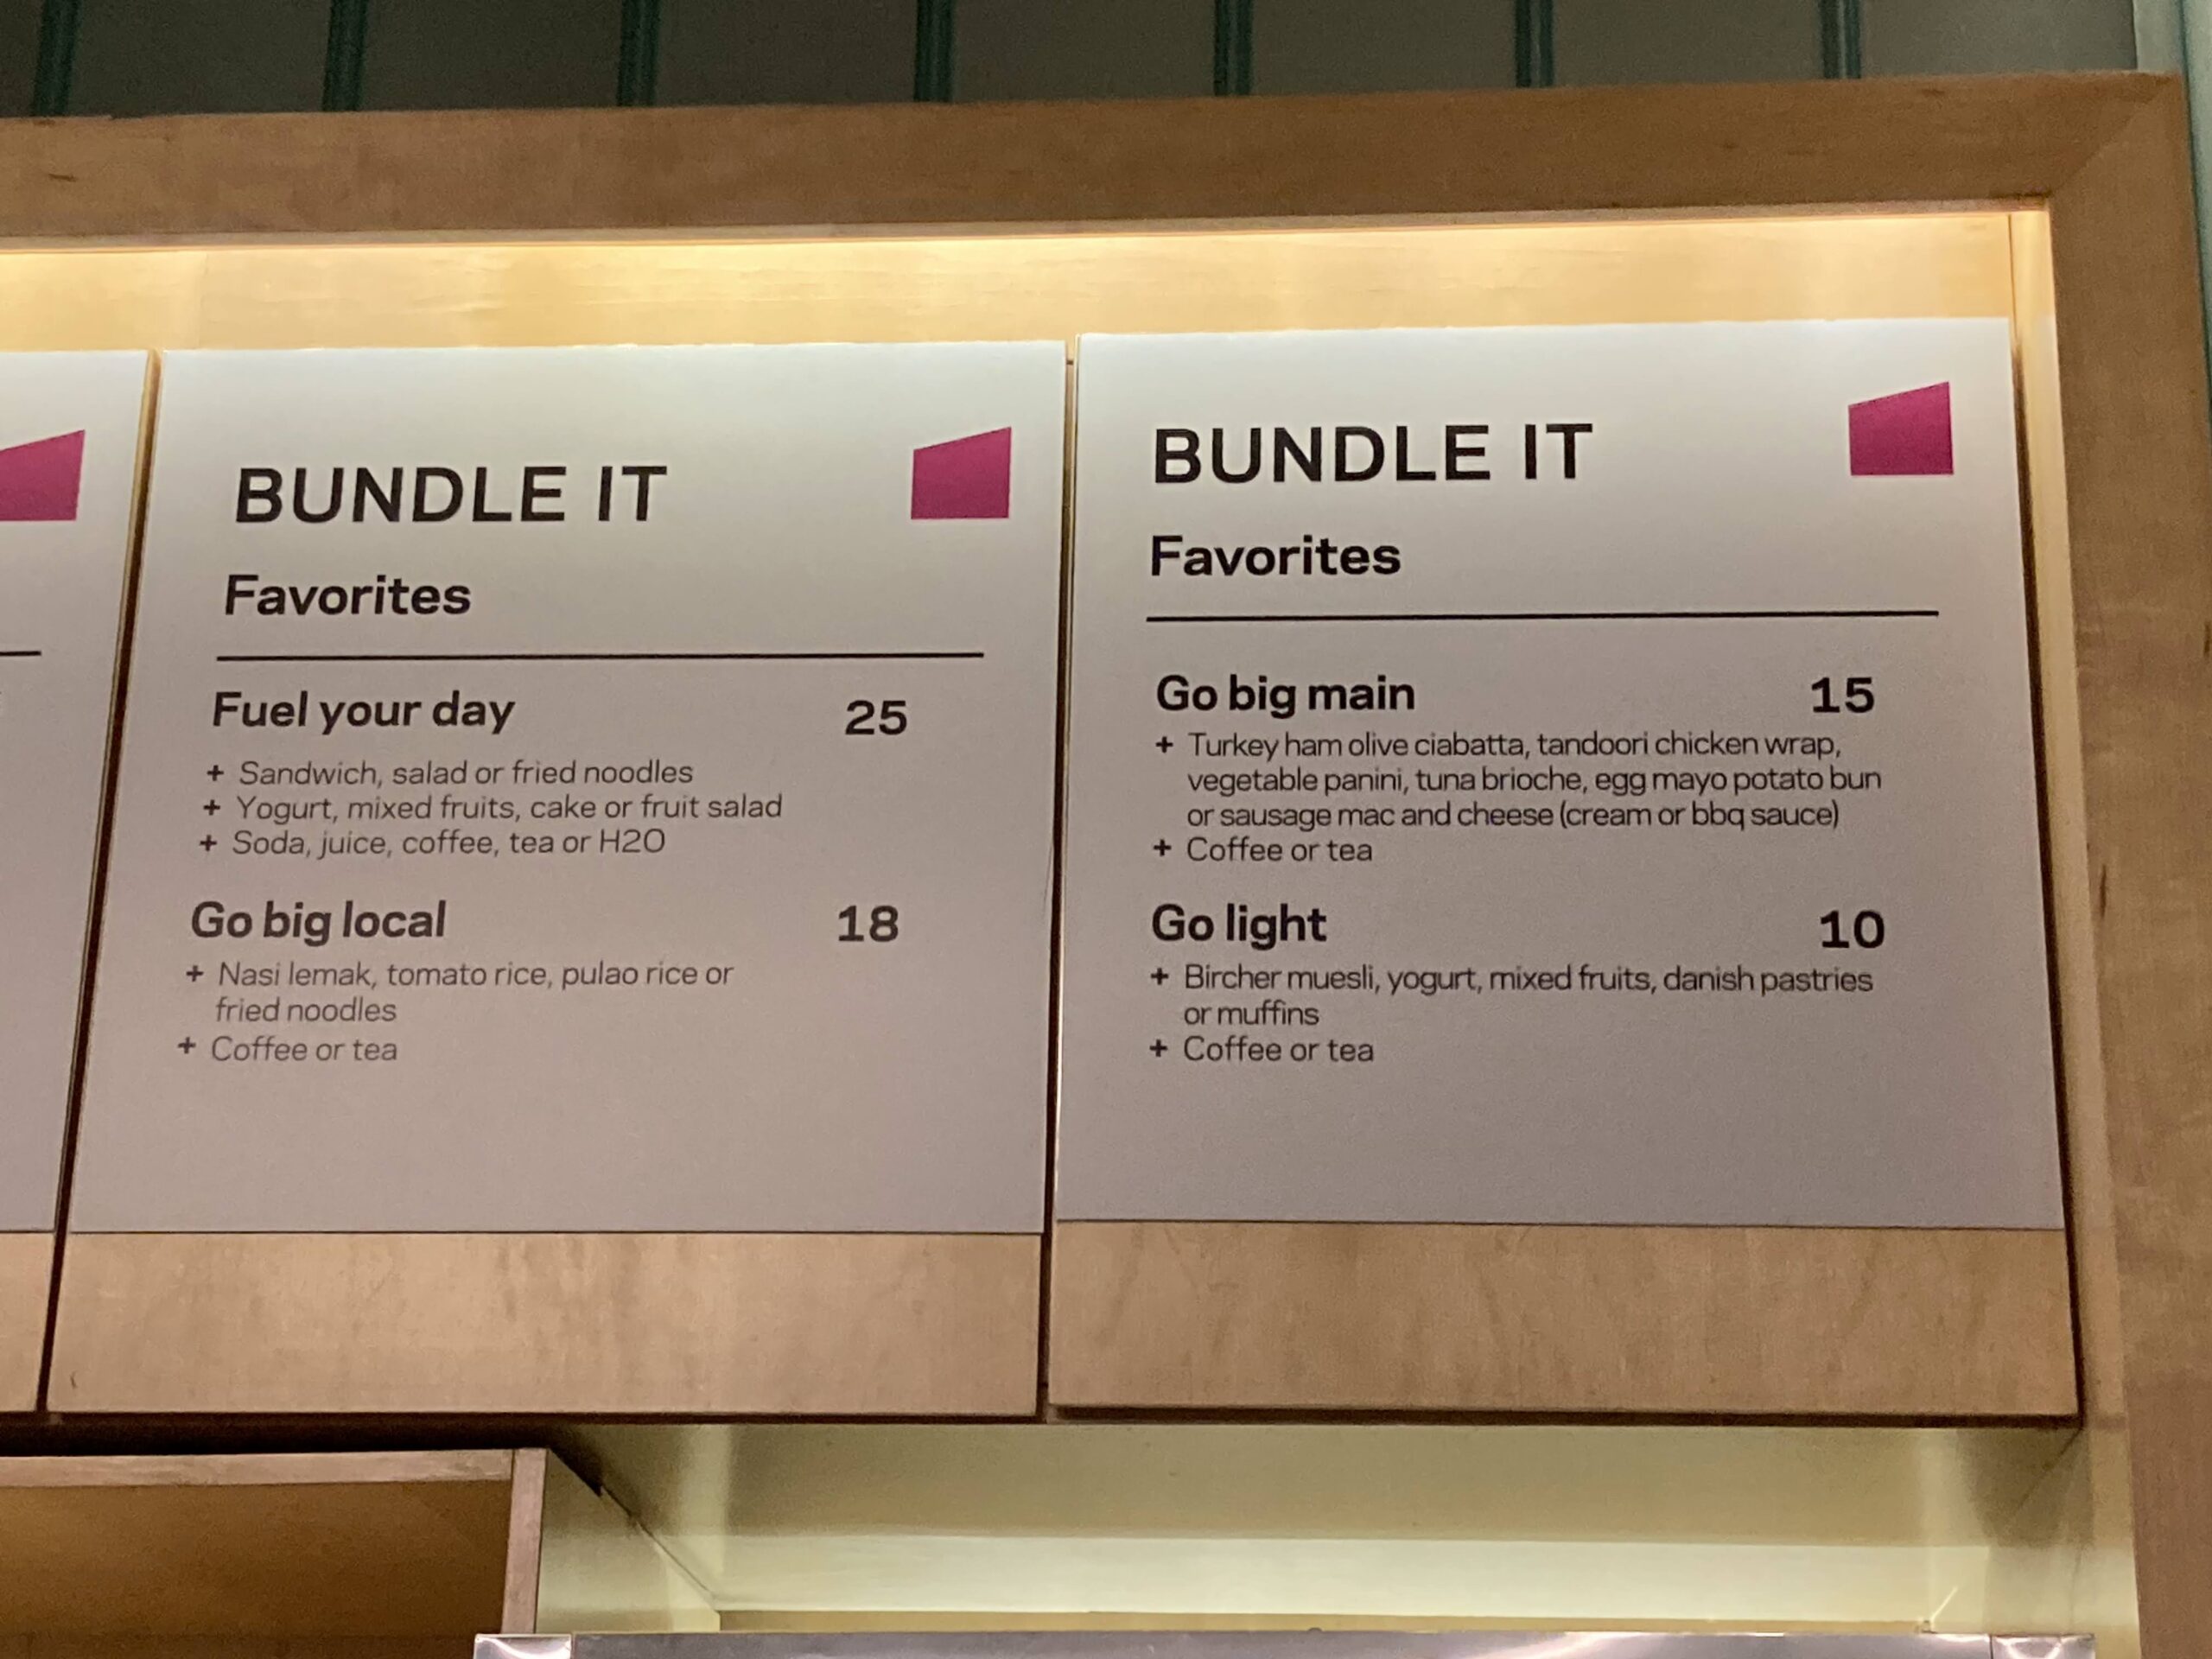 BUNDLE IT
Favorites
Fuel your day 25
+ Sandwich, salad or fried noodles
+ Yogurt, mixed fruits, cake or fruit salad
+ Soda, juice, coffee, tea or H2O
Go big local 18
+ Nasi lemak, tomato rice, pulao rice or
fried noodles
+ Coffee or tea
BUNDLE IT
Favorites
Go big main 15
+ Turkey ham olive ciabatta, tandoori chicken wrap,
vegetable panini, tuna brioche, egg mayo potato bun
or sausage mac and cheese (cream or bbq sauce)
+ Coffee or tea
Go light 10
+ Bircher muesli, yogurt, mixed fruits, danish pastries
or muffins
+ Coffee or tea